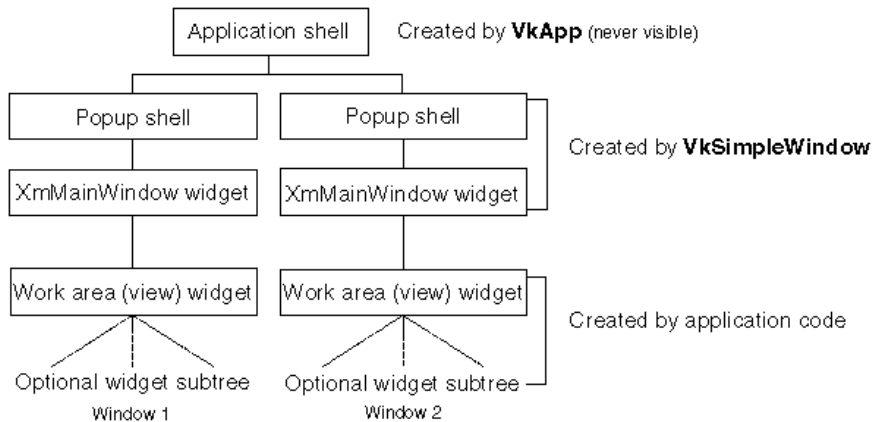 Application shell
Created by VkApp (never visible)
Popup shell
Popup shell
Created by VkSimpleWindow
XmMainWindow widget
XmMainWindow widget
Work area (view) widget
Work area (view) widget
Created by application code
Optional widget subtree
Optional widget subtree
Window 1
Window 2